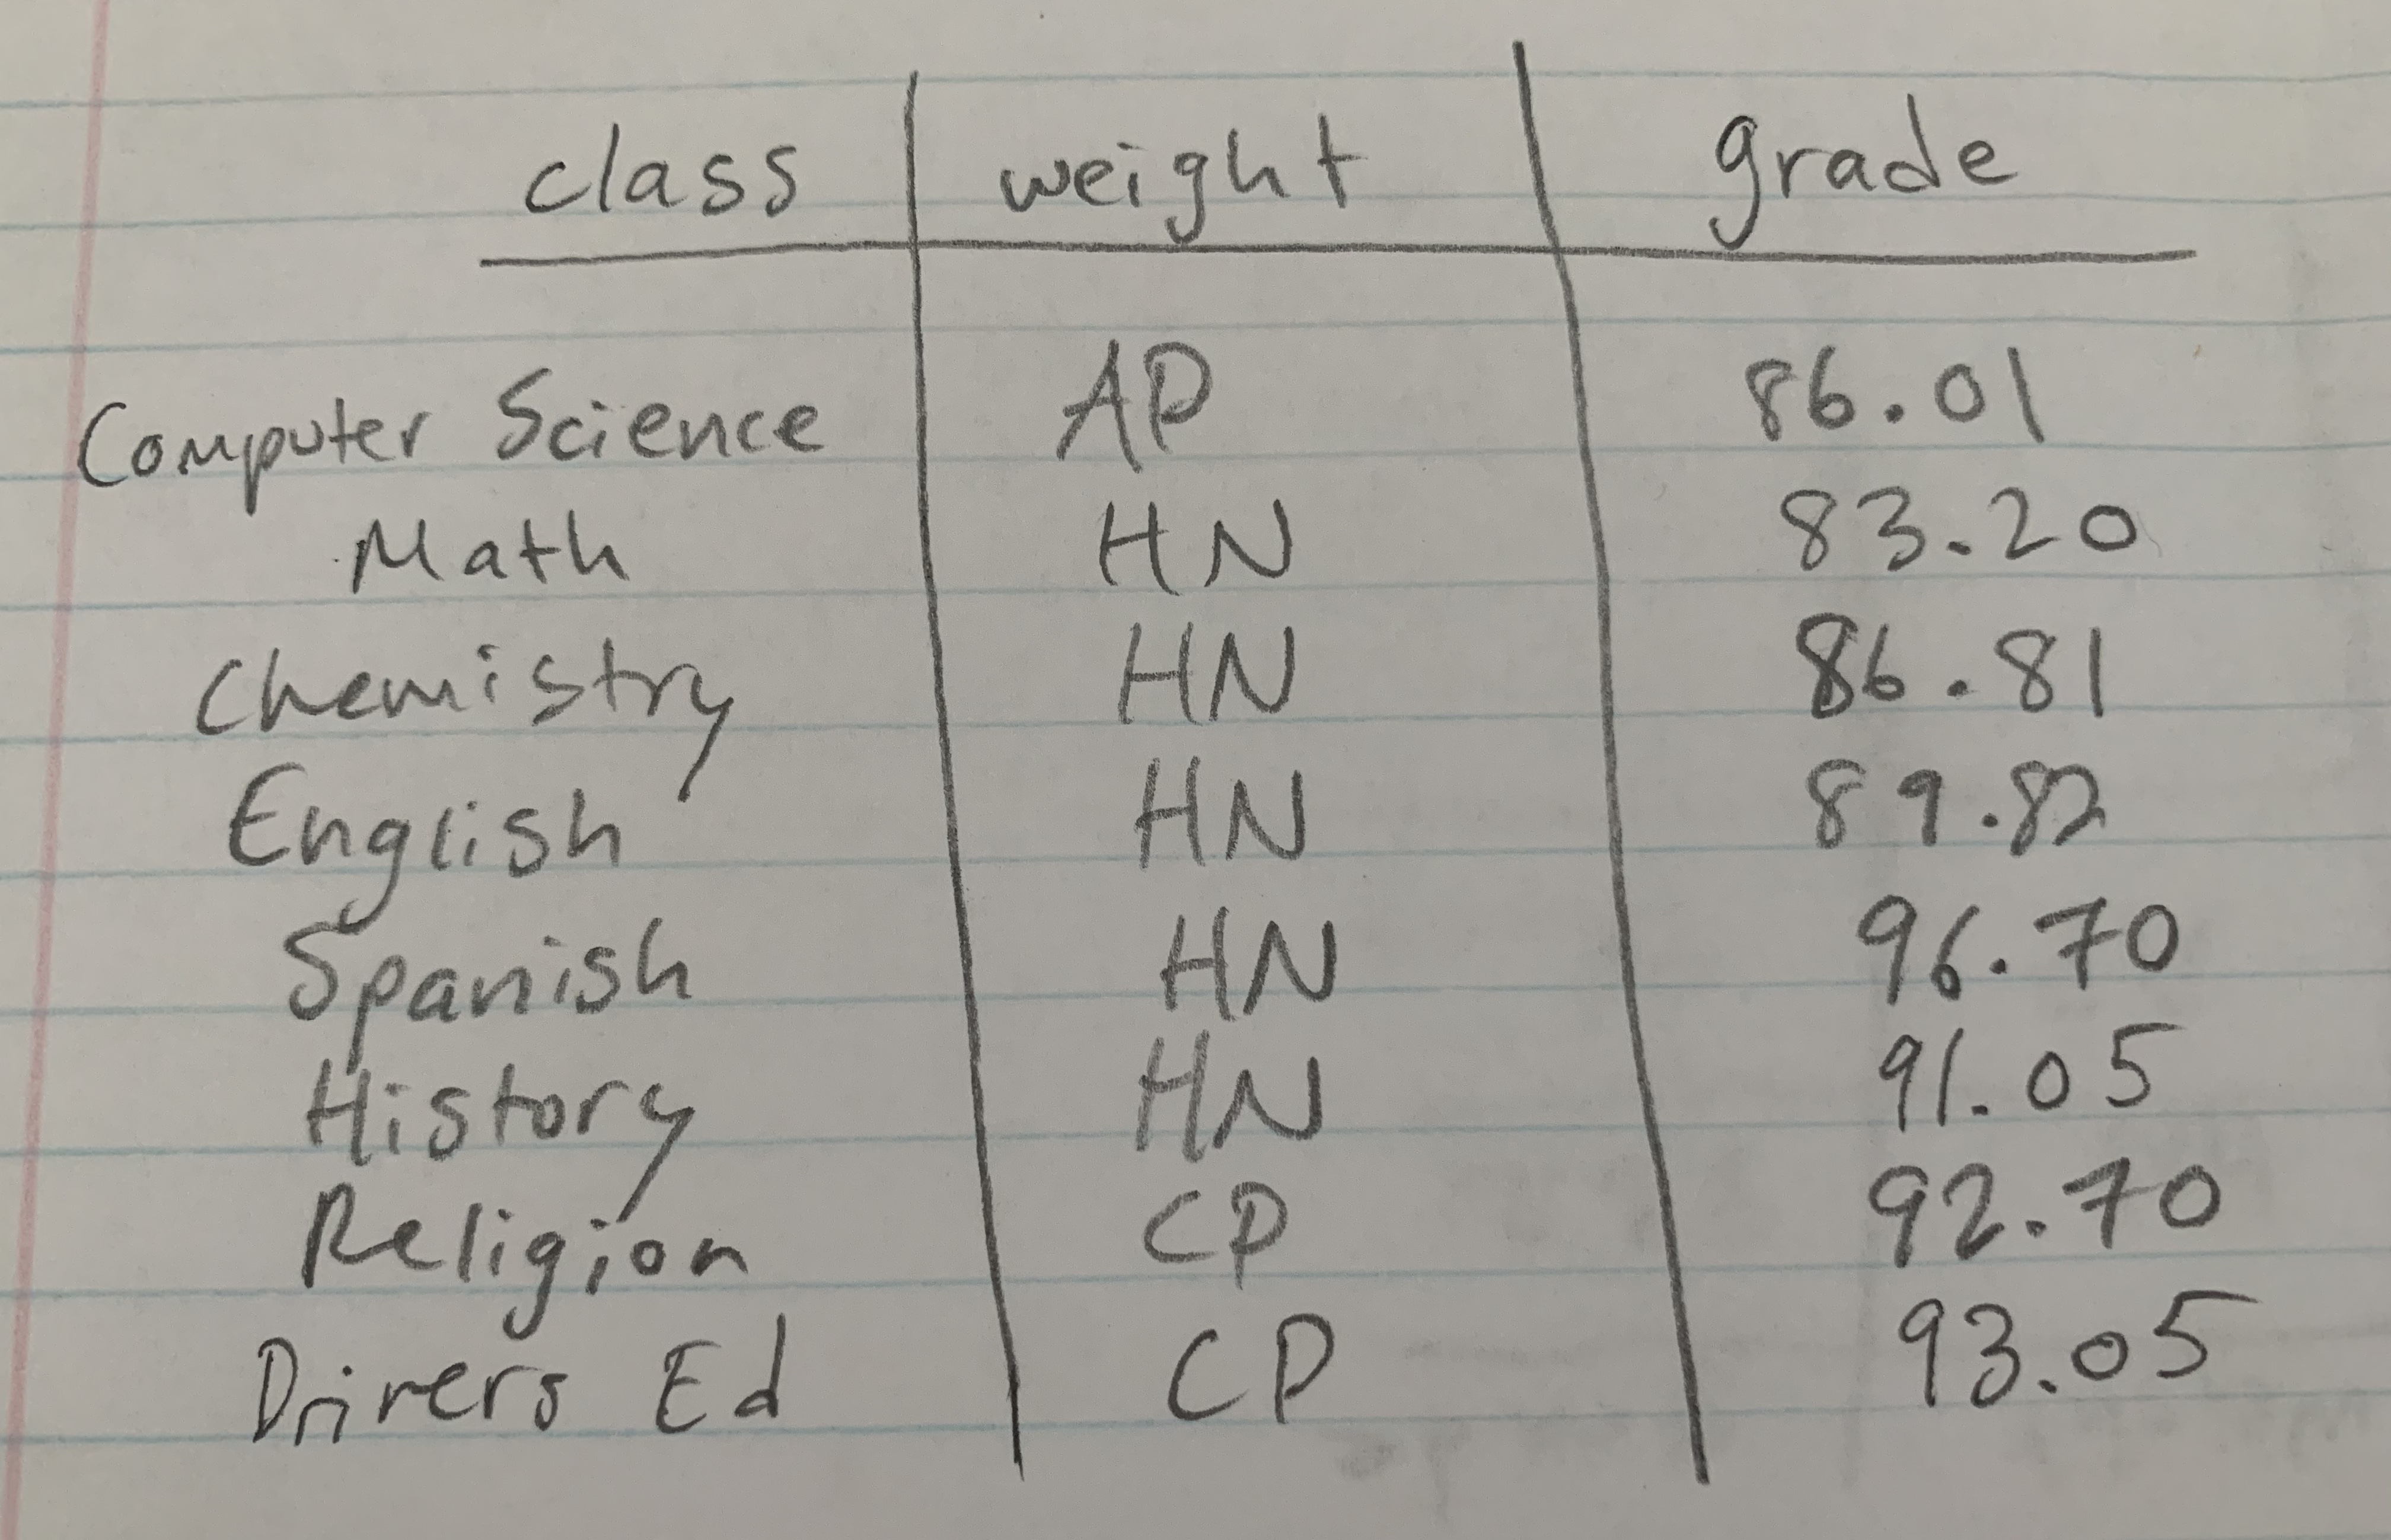 class weight grade
Computer Science AP 86.01
Math HN 83.20
Chemistry HN 86.81
English HN 89.82
Spanish HN 96.70
History HN 91.05
Religion CP 92.70
Drivers Ed CP 93.05